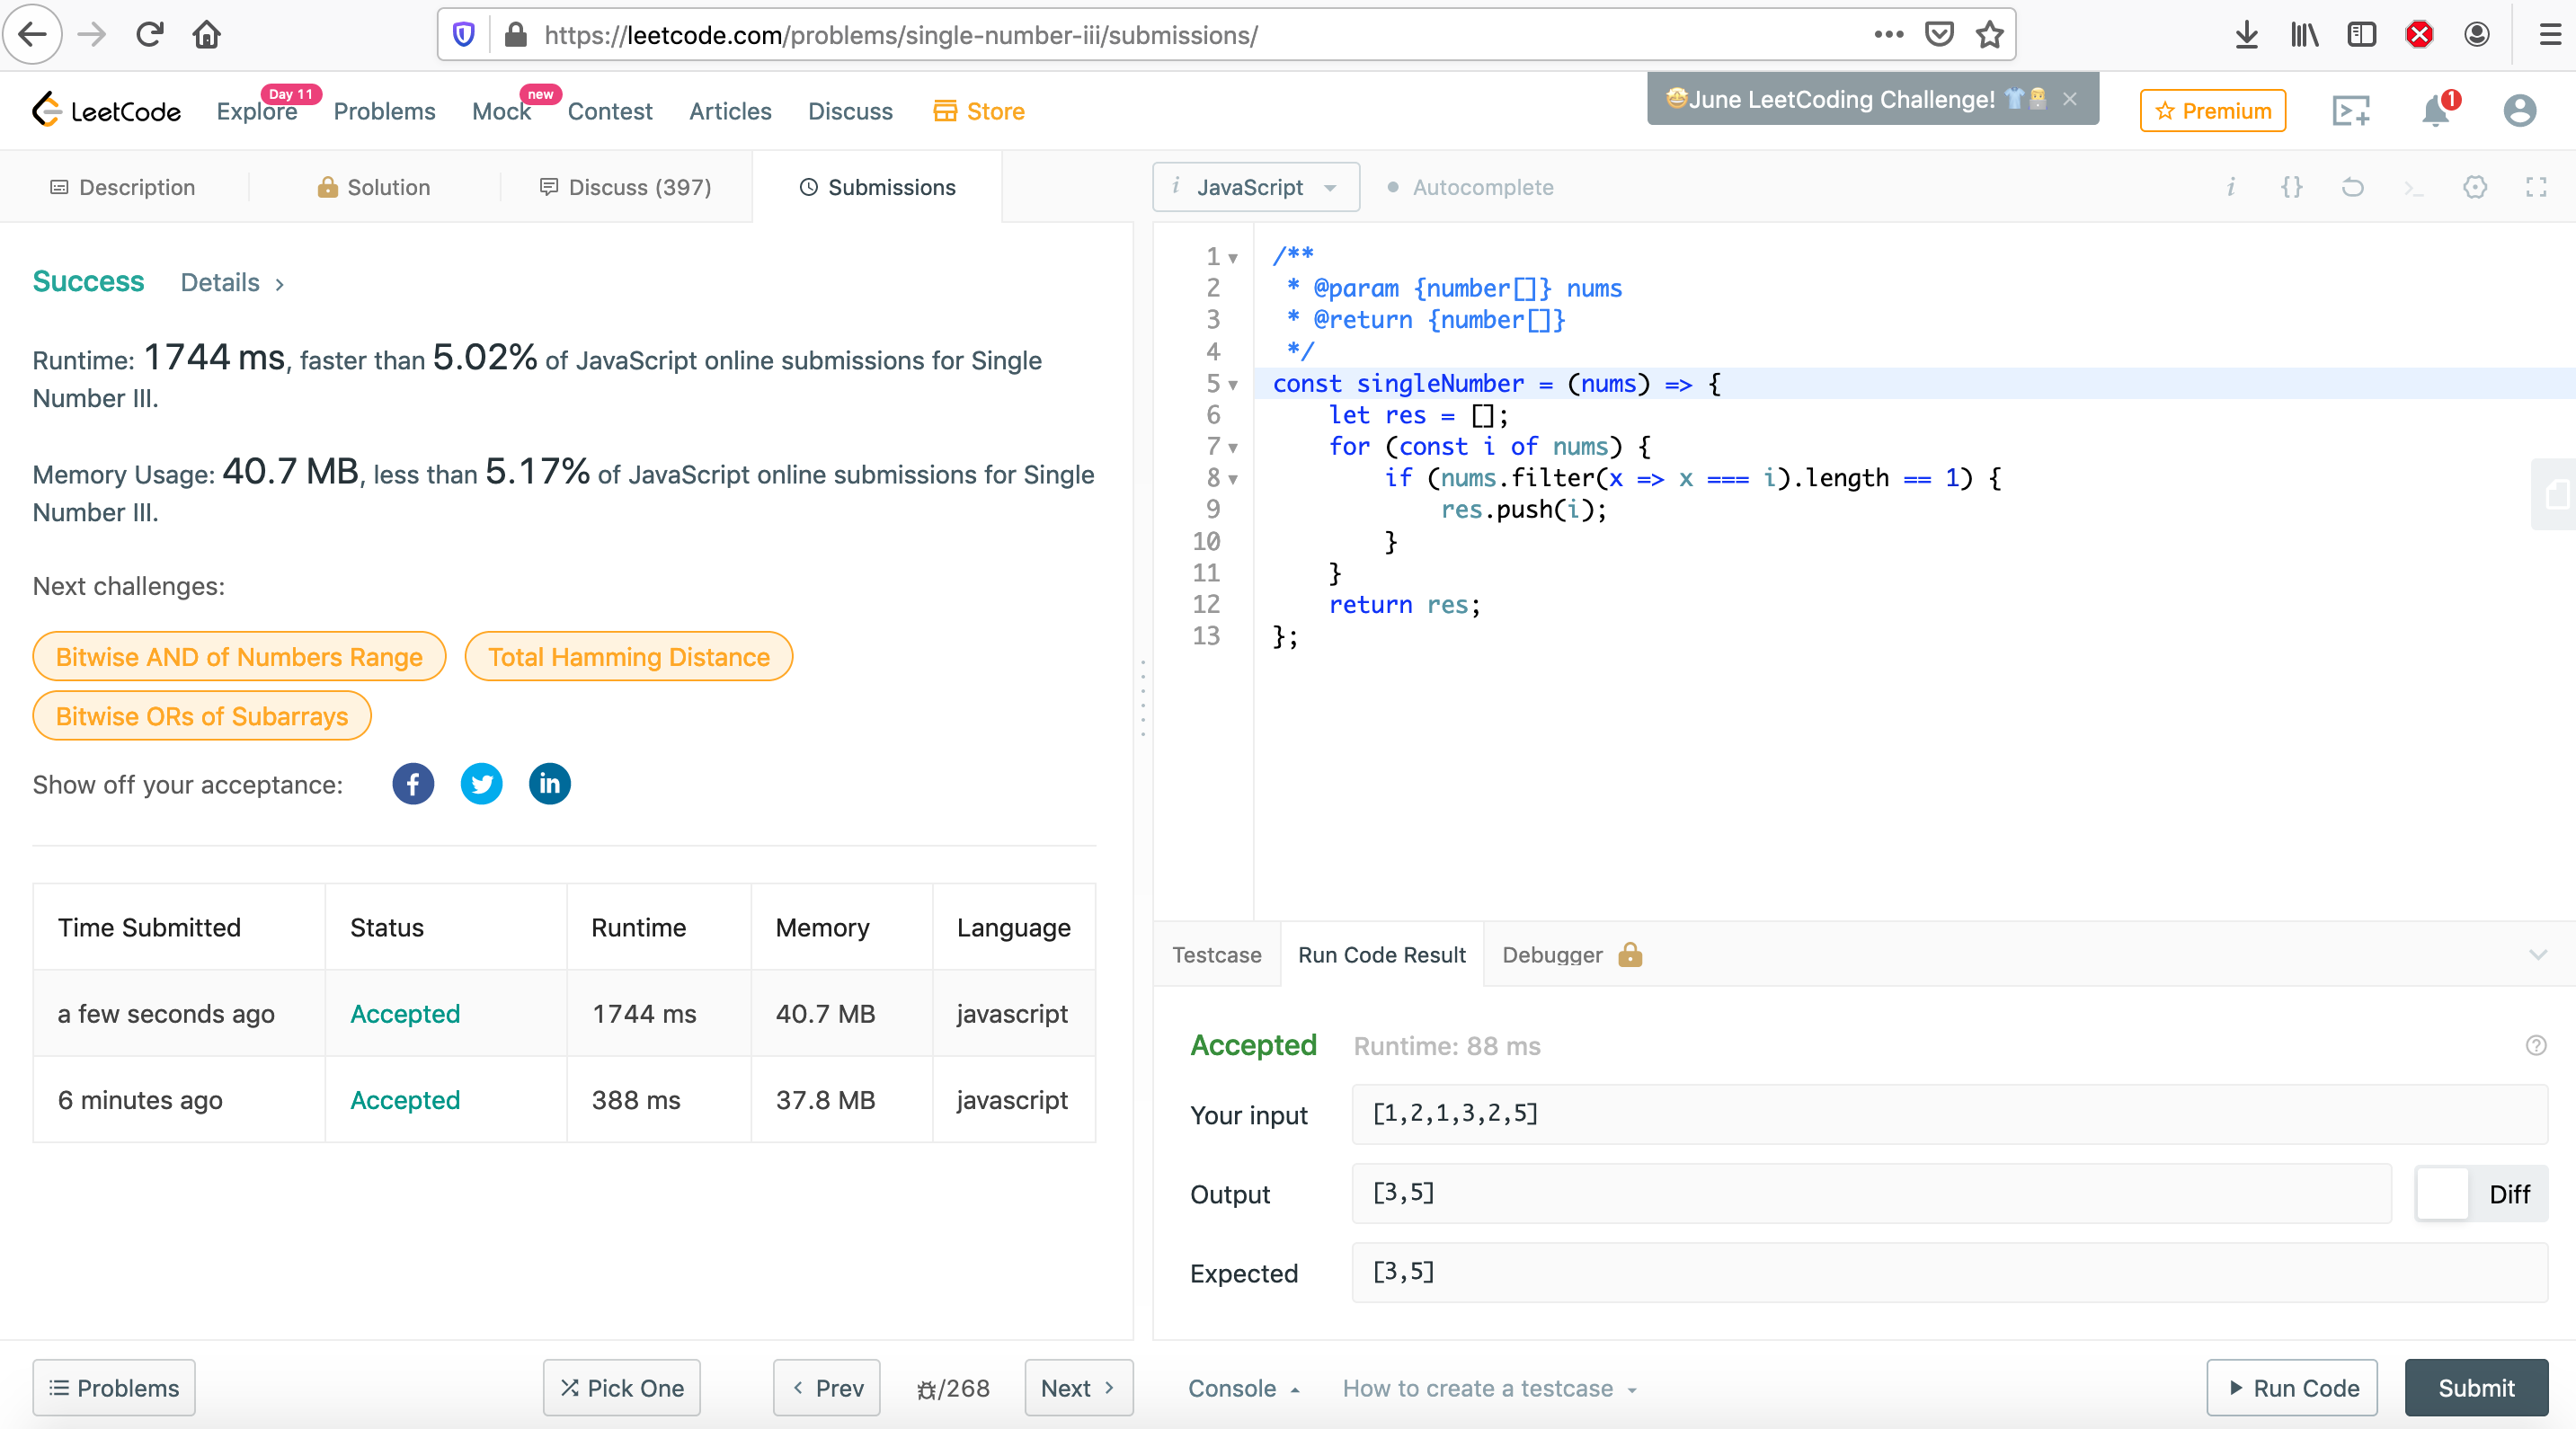 https://leetcode.com/problems/single-number-iii/submissions/
LeetCode
Explore
Day 11
Problems
Mock
new
Contest
Articles
Discuss
Store
🤩June LeetCoding Challenge! 👕👩‍💻
Premium
1
Description
Solution
Discuss (397)
Submissions
i JavaScript
Autocomplete
Success Details
Runtime: 1744 ms, faster than 5.02% of JavaScript online submissions for Single
Number III.
Memory Usage: 40.7 MB, less than 5.17% of JavaScript online submissions for Single
Number III.
Next challenges:
Bitwise AND of Numbers Range
Total Hamming Distance
Bitwise ORs of Subarrays
Show off your acceptance:
Time Submitted Status Runtime Memory Language
a few seconds ago Accepted 1744 ms 40.7 MB javascript
6 minutes ago Accepted 388 ms 37.8 MB javascript
1 /**
2 * @param {number[]} nums
3 * @return {number[]}
4 */
5 const singleNumber = (nums) => {
6 let res = [];
7 for (const i of nums) {
8 if (nums.filter(x => x === i).length == 1) {
9 res.push(i);
10 }
11 }
12 return res;
13 };
Testcase
Run Code Result
Debugger
Accepted Runtime: 88 ms
Your input [1,2,1,3,2,5]
Output [3,5] Diff
Expected [3,5]
Problems
Pick One
Prev
/268
Next
Console
How to create a testcase
Run Code
Submit